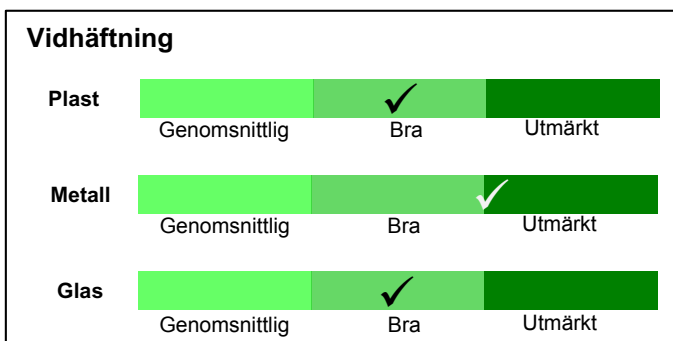 Vidhäftning
Plast
Genomsnittlig Bra Utmärkt
Metall
Genomsnittlig Bra Utmärkt
Glas
Genomsnittlig Bra Utmärkt